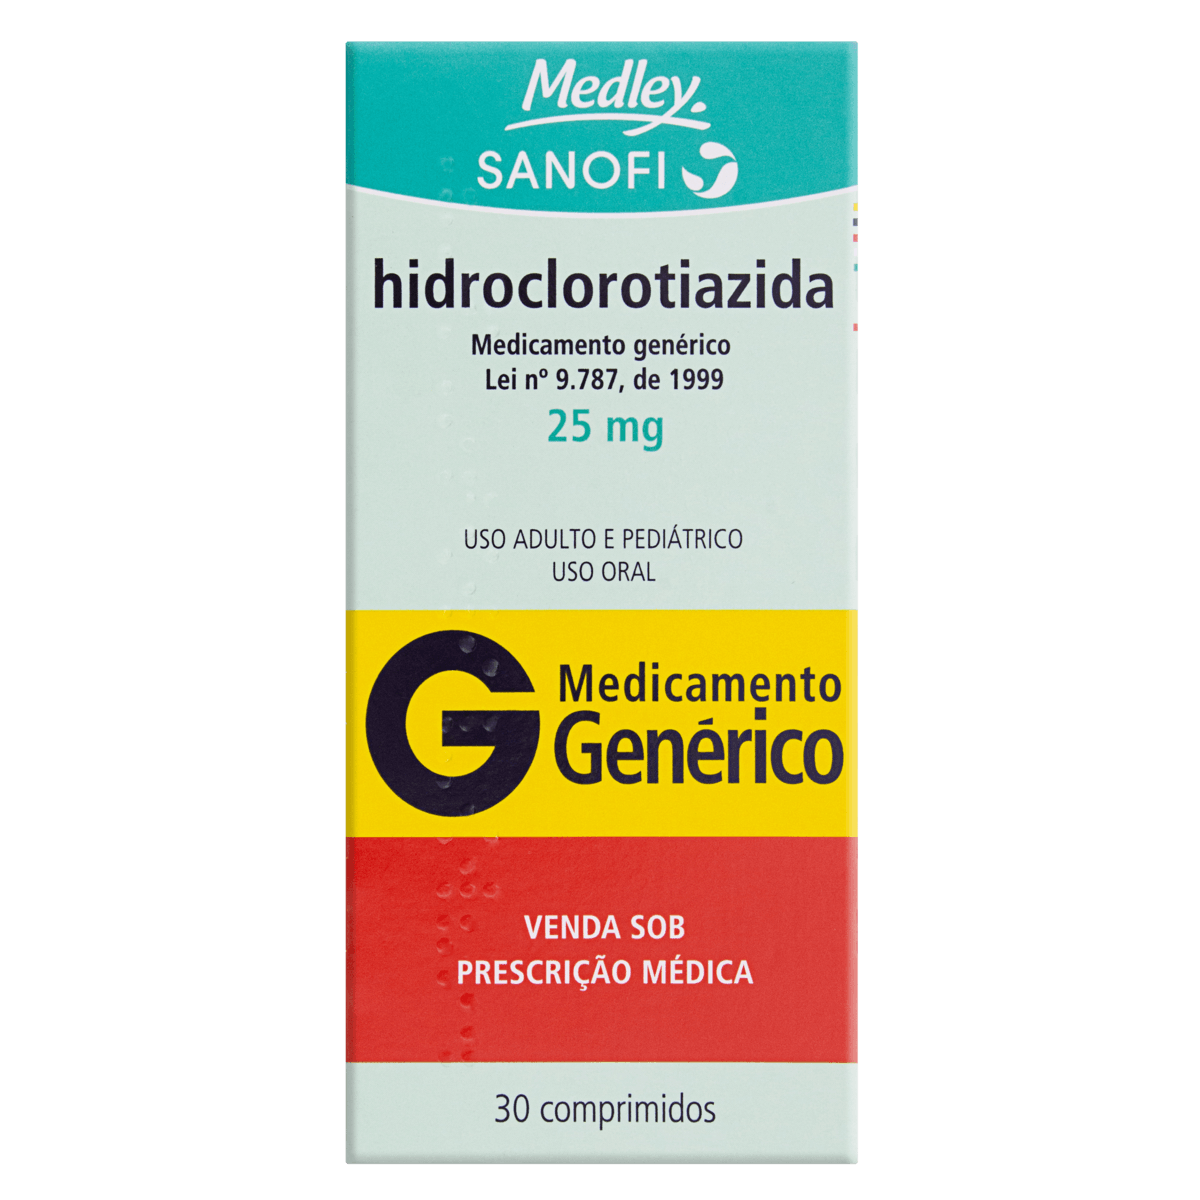 Medley.
SANOFI
hidroclorotiazida
Medicamento genérico
Lei nº 9.787, de 1999
25 mg
USO ADULTO E PEDIÁTRICO
USO ORAL
G Medicamento
Genérico
VENDA SOB
PRESCRIÇÃO MÉDICA
30 comprimidos